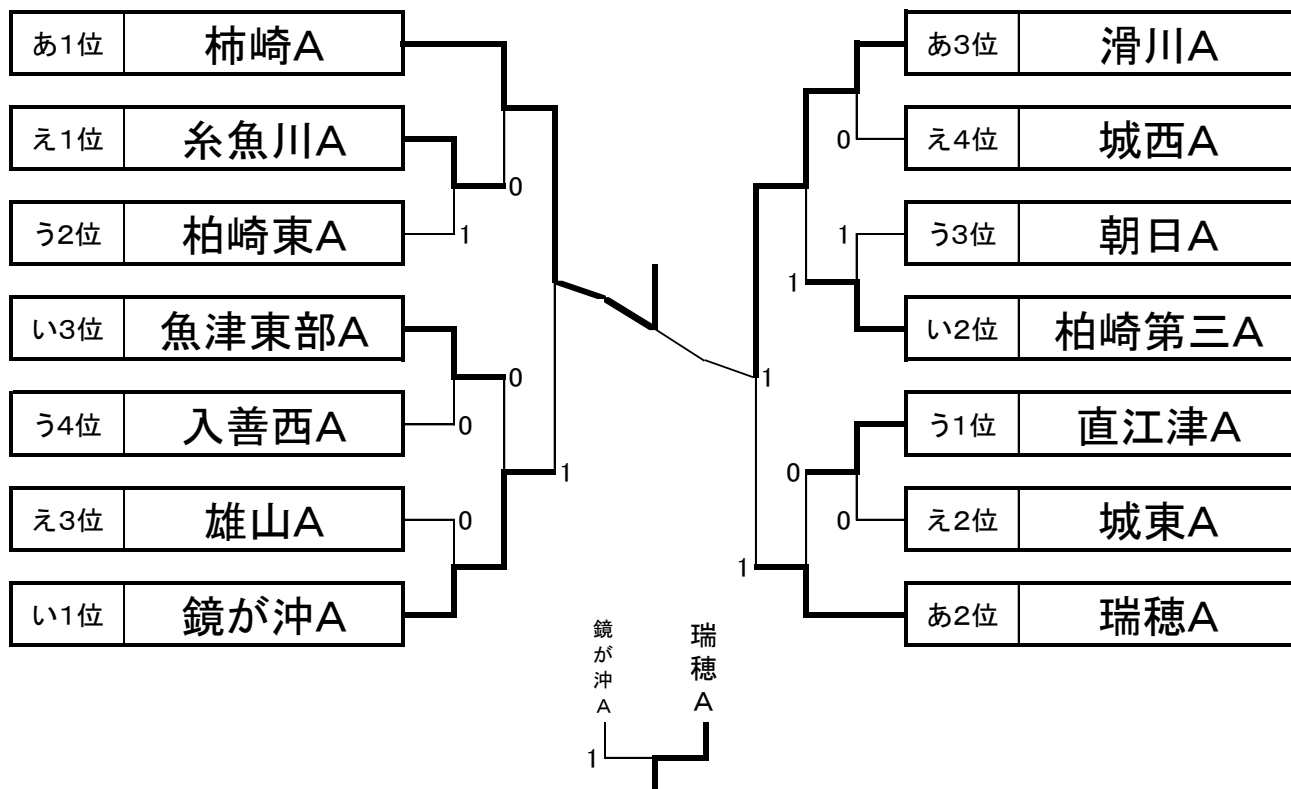 あ1位 柿崎A
え1位 糸魚川A
0
う2位 柏崎東A
1
い3位 魚津東部A
0
う4位 入善西A
0
1
え3位 雄山A
0
い1位 鏡が沖A
あ3位 滑川A
0
え4位 城西A
1
う3位 朝日A
1
い2位 柏崎第三A
1
う1位 直江津A
0
0
え2位 城東A
1
あ2位 瑞穂A
鏡が沖A
瑞穂A
1